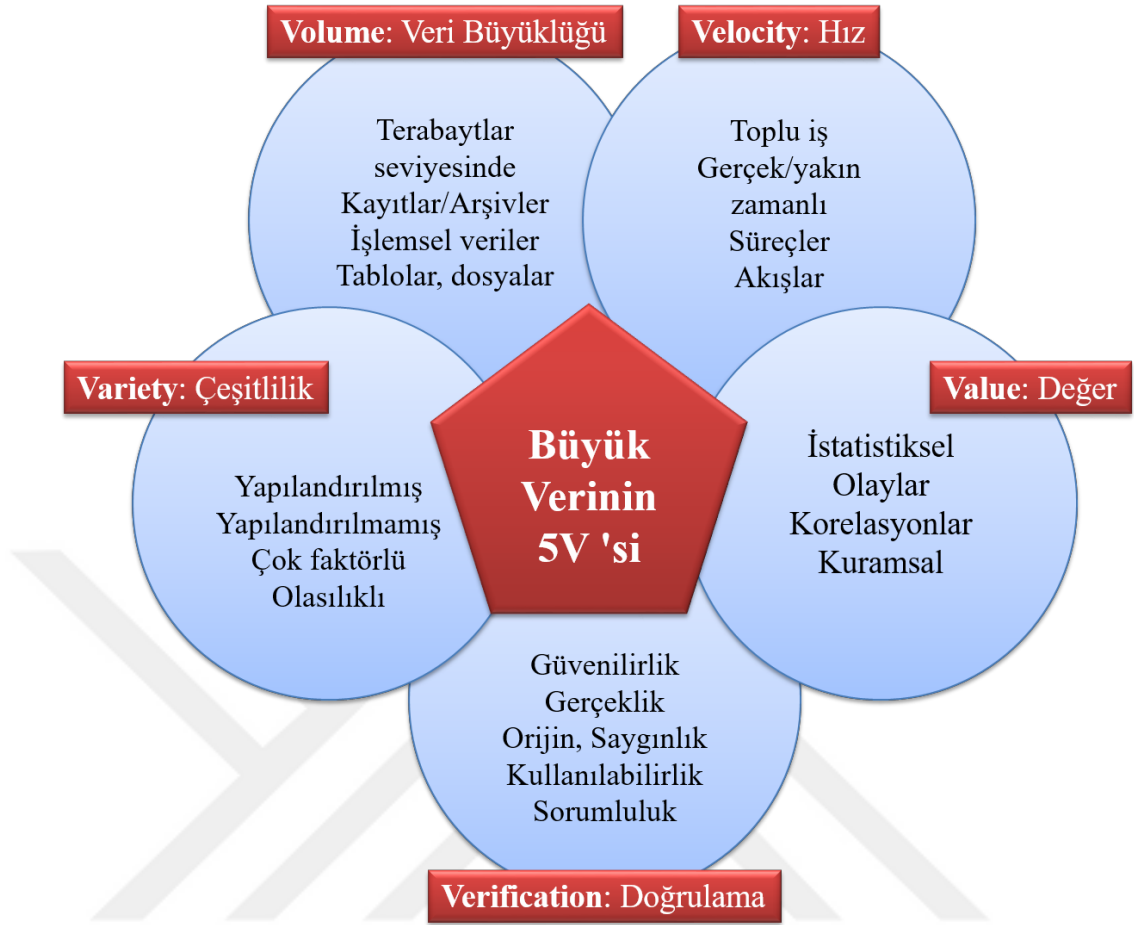 Volume: Veri Büyüklüğü
Terabaytlar
seviyesinde
Kayıtlar/Arşivler
İşlemsel veriler
Tablolar, dosyalar
Velocity: Hız
Toplu iş
Gerçek/yakın
zamanlı
Süreçler
Akışlar
Variety: Çeşitlilik
Yapılandırılmış
Yapılandırılmamış
Çok faktörlü
Olasılıklı
Büyük
Verinin
5V 'si
Value: Değer
İstatistiksel
Olaylar
Korelasyonlar
Kuramsal
Güvenilirlik
Gerçeklik
Orijin, Saygınlık
Kullanılabilirlik
Sorumluluk
Verification: Doğrulama